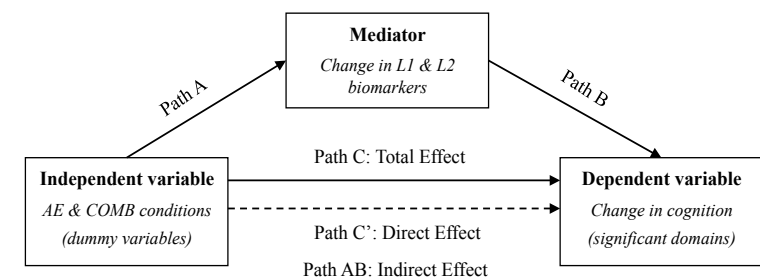 Mediator
Change in L1 & L2
biomarkers
Path A
Path B
Path C: Total Effect
Independent variable
AE & COMB conditions
(dummy variables)
Dependent variable
Change in cognition
(significant domains)
Path C’: Direct Effect
Path AB: Indirect Effect